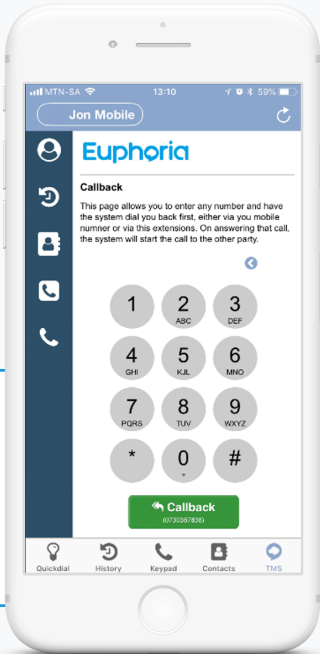 MTN-SA 13:10 59%
Jon Mobile
Euphoria
Callback
This page allows you to enter any number and have
the system dial you back first, either via you mobile
numner or via this extensions. On answering that call,
the system will start the call to the other party.
1 2 3
ABC DEF
4 5 6
GHI KJL MNO
7 8 9
PQRS TUV WXYZ
* 0 #
+
Callback
(0730387838)
Quickdial History Keypad Contacts TMS